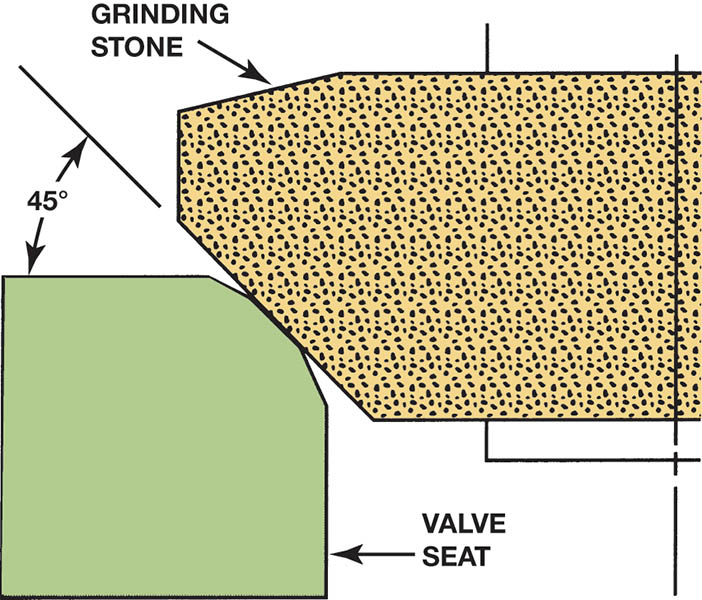 GRINDING
STONE
45°
VALVE
SEAT